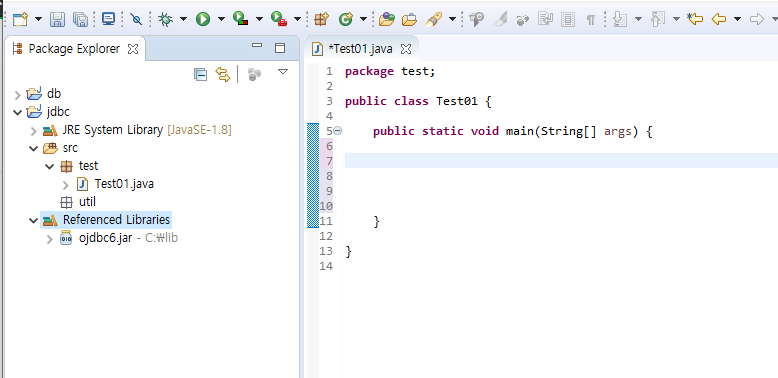 Package Explorer
db
jdbc
JRE System Library [JavaSE-1.8]
src
test
Test01.java
util
Referenced Libraries
ojdbc6.jar - C:₩lib
*Test01.java
1 package test;
2
3 public class Test01 {
4
5 public static void main(String[] args) {
6
7
8
9
10
11 }
12
13 }
14